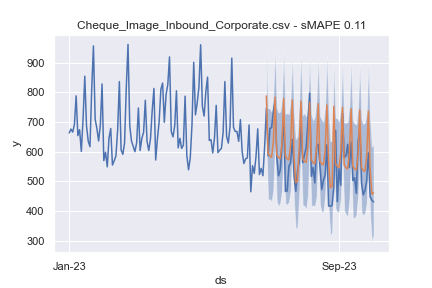 Cheque_Image_Inbound_Corporate.csv - sMAPE 0.11
900
800
700
600
500
400
300
y
Jan-23
Sep-23
ds